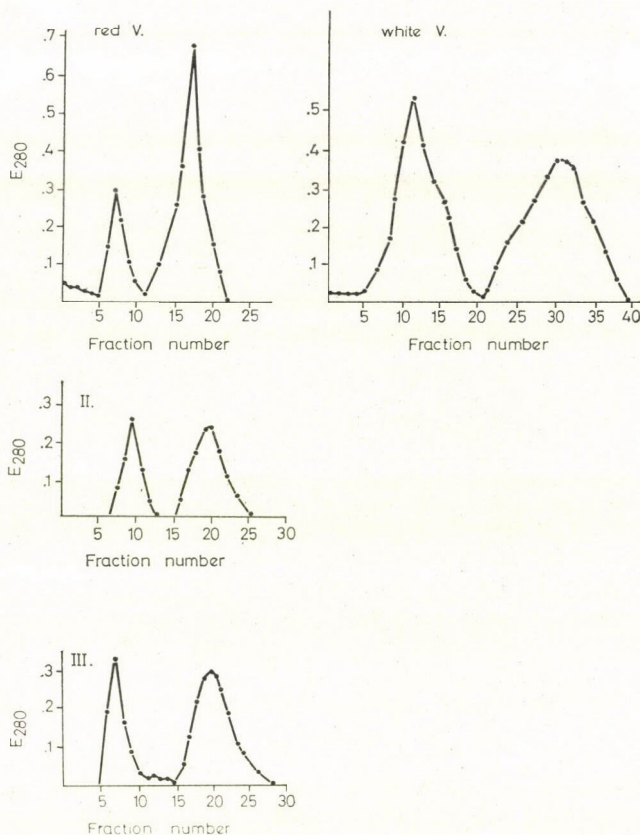 red V.
.7
.6
.5
.4
.3
.2
.1
E280
5 10 15 20 25
Fraction number
white V.
.5
.4
.3
.2
.1
5 10 15 20 25 30 35 40
Fraction number
II.
.3
.2
.1
E280
5 10 15 20 25 30
Fraction number
III.
.3
.2
.1
E280
5 10 15 20 25 30
Fraction number